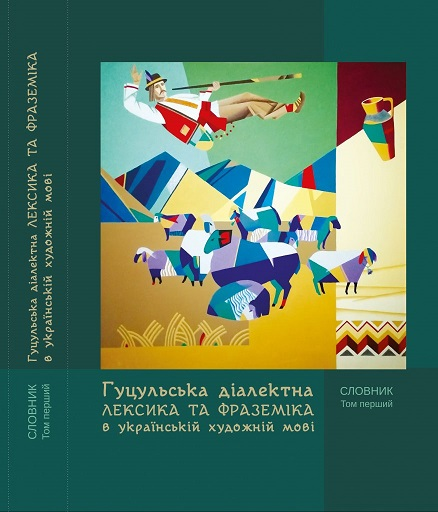 Гуцульська діалектна ЛЕКСИКА ТА ФРАЗЕМІКА
в українській художній мові
СЛОВНИК
Том перший
Гуцульська діалектна
ЛЕКСИКА ТА ФРАЗЕМІКА
в українській художній мові
СЛОВНИК
Том перший